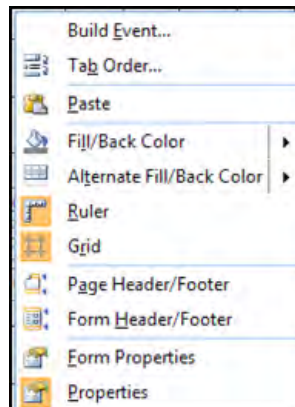 Build Event...
Tab Order...
Paste
Fill/Back Color
Alternate Fill/Back Color
Ruler
Grid
Page Header/Footer
Form Header/Footer
Form Properties
Properties